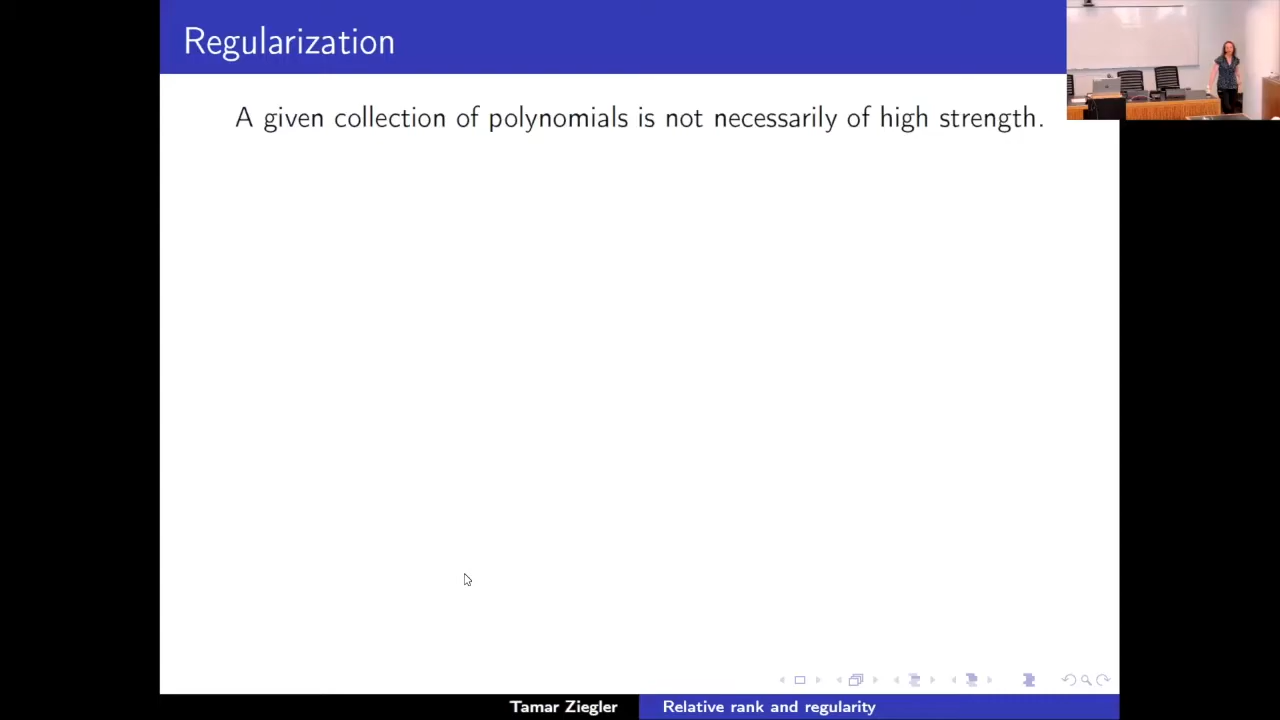 Regularization
A given collection of polynomials is not necessarily of high strength.
Tamar Ziegler
Relative rank and regularity